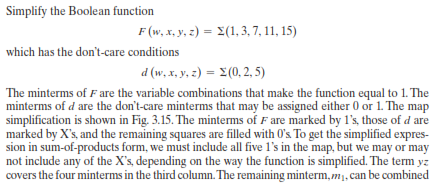 Simplify the Boolean function
F (w, x, y, z) = Σ(1, 3, 7, 11, 15)
which has the don't-care conditions
d (w, x, y, z) = Σ(0, 2, 5)
The minterms of F are the variable combinations that make the function equal to 1. The
minterms of d are the don't-care minterms that may be assigned either 0 or 1. The map
simplification is shown in Fig. 3.15. The minterms of F are marked by 1's, those of d are
marked by X's, and the remaining squares are filled with 0's. To get the simplified expres-
sion in sum-of-products form, we must include all five 1's in the map, but we may or may
not include any of the X's, depending on the way the function is simplified. The term yz
covers the four minterms in the third column. The remaining minterm, m₁, can be combined